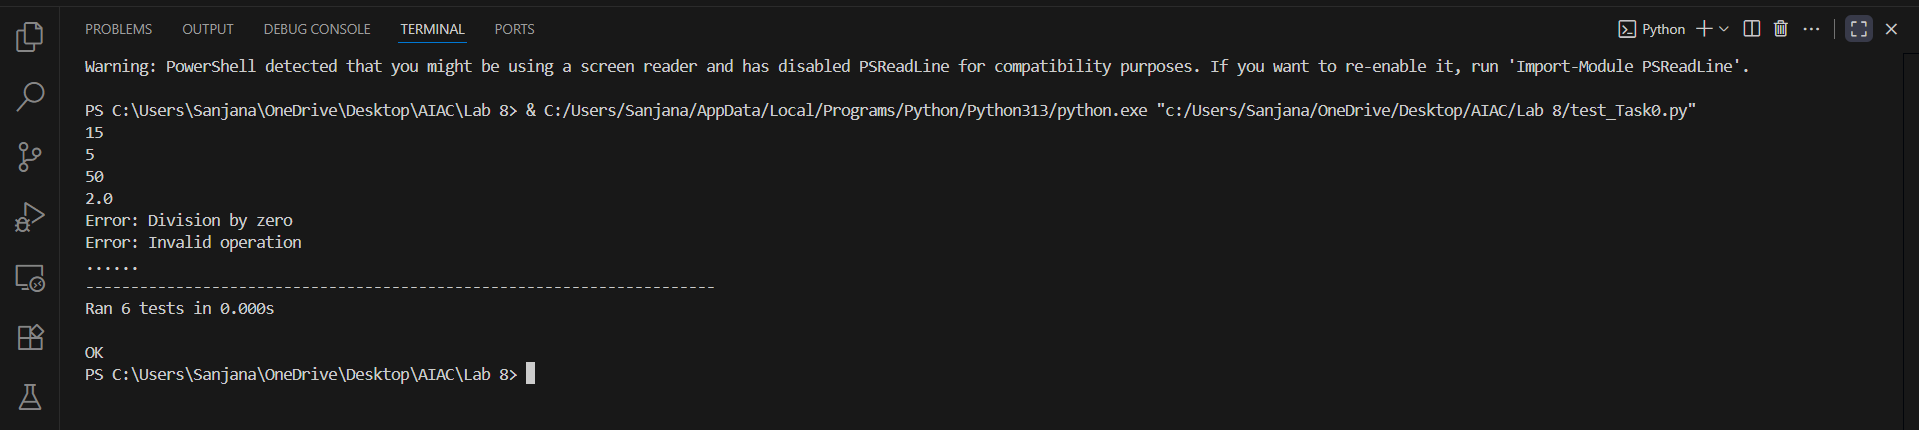 PROBLEMS OUTPUT DEBUG CONSOLE TERMINAL PORTS Python
Warning: PowerShell detected that you might be using a screen reader and has disabled PSReadLine for compatibility purposes. If you want to re-enable it, run 'Import-Module PSReadLine'.
PS C:\Users\Sanjana\OneDrive\Desktop\AIAC\Lab 8> & C:/Users/Sanjana/AppData/Local/Programs/Python/Python313/python.exe "c:/Users/Sanjana/OneDrive/Desktop/AIAC/Lab 8/test_Task0.py"
15
5
50
2.0
Error: Division by zero
Error: Invalid operation
......
----------------------------------------------------------------------
Ran 6 tests in 0.000s
OK
PS C:\Users\Sanjana\OneDrive\Desktop\AIAC\Lab 8>